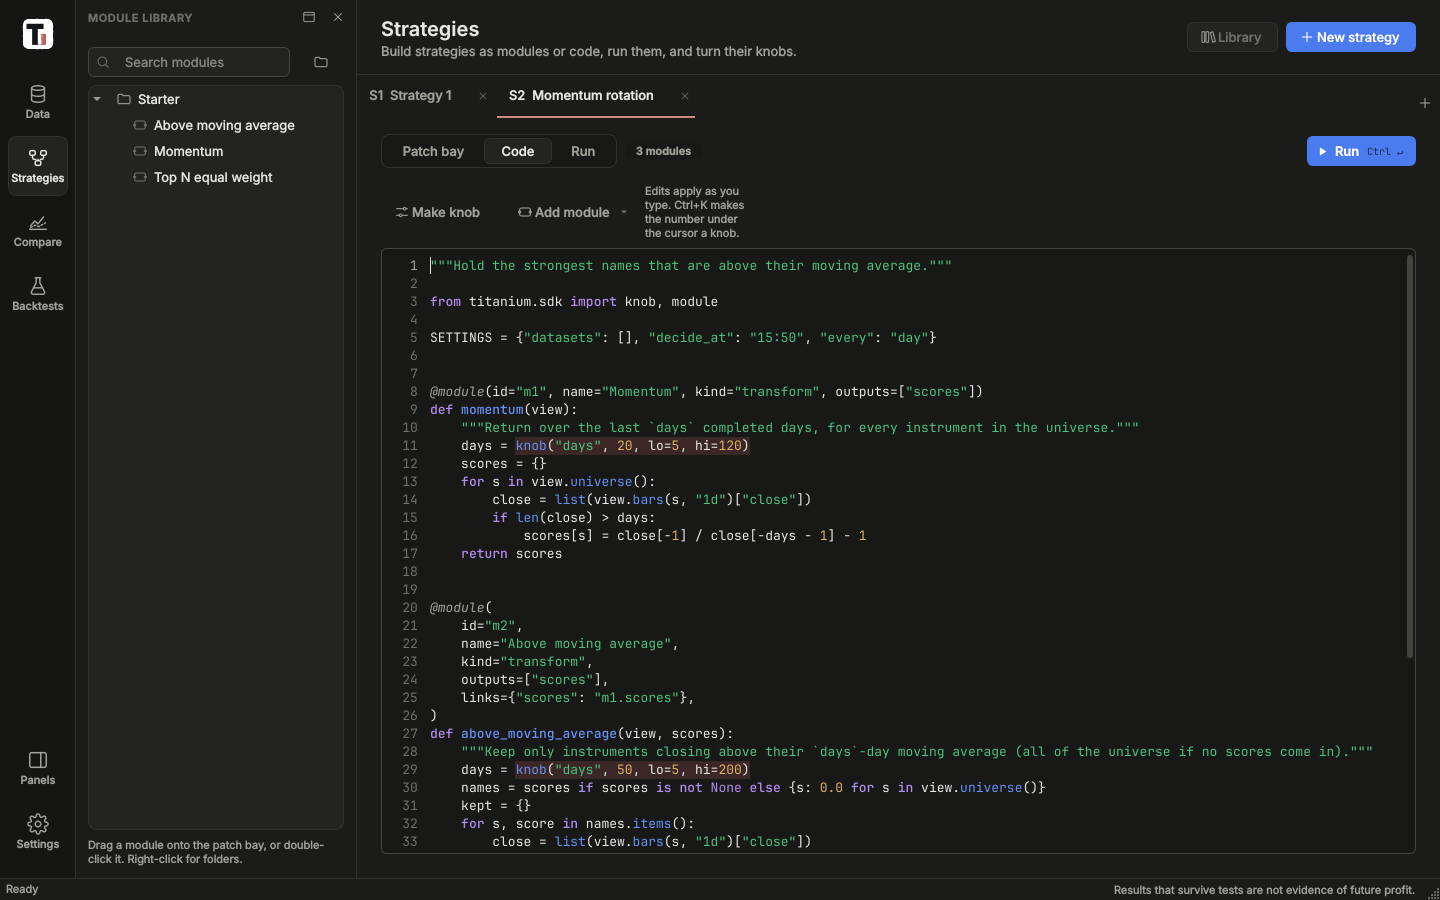 MODULE LIBRARY
Search modules
Starter
Above moving average
Momentum
Top N equal weight
Drag a module onto the patch bay, or double-
click it. Right-click for folders.
Data
Strategies
Compare
Backtests
Panels
Settings
Strategies
Build strategies as modules or code, run them, and turn their knobs.
Library
+ New strategy
S1 Strategy 1 ×
S2 Momentum rotation ×
Patch bay
Code
Run
3 modules
Run Ctrl ↵
Make knob
Add module
Edits apply as you
type. Ctrl+K makes
the number under
the cursor a knob.
1 """Hold the strongest names that are above their moving average."""
2
3 from titanium.sdk import knob, module
4
5 SETTINGS = {"datasets": [], "decide_at": "15:50", "every": "day"}
6
7
8 @module(id="m1", name="Momentum", kind="transform", outputs=["scores"])
9 def momentum(view):
10     """Return over the last `days` completed days, for every instrument in the universe."""
11     days = knob("days", 20, lo=5, hi=120)
12     scores = {}
13     for s in view.universe():
14         close = list(view.bars(s, "1d")["close"])
15         if len(close) > days:
16             scores[s] = close[-1] / close[-days - 1] - 1
17     return scores
18
19
20 @module(
21     id="m2",
22     name="Above moving average",
23     kind="transform",
24     outputs=["scores"],
25     links={"scores": "m1.scores"},
26 )
27 def above_moving_average(view, scores):
28     """Keep only instruments closing above their `days`-day moving average (all of the universe if no scores come in)."""
29     days = knob("days", 50, lo=5, hi=200)
30     names = scores if scores is not None else {s: 0.0 for s in view.universe()}
31     kept = {}
32     for s, score in names.items():
33         close = list(view.bars(s, "1d")["close"])
Ready
Results that survive tests are not evidence of future profit.